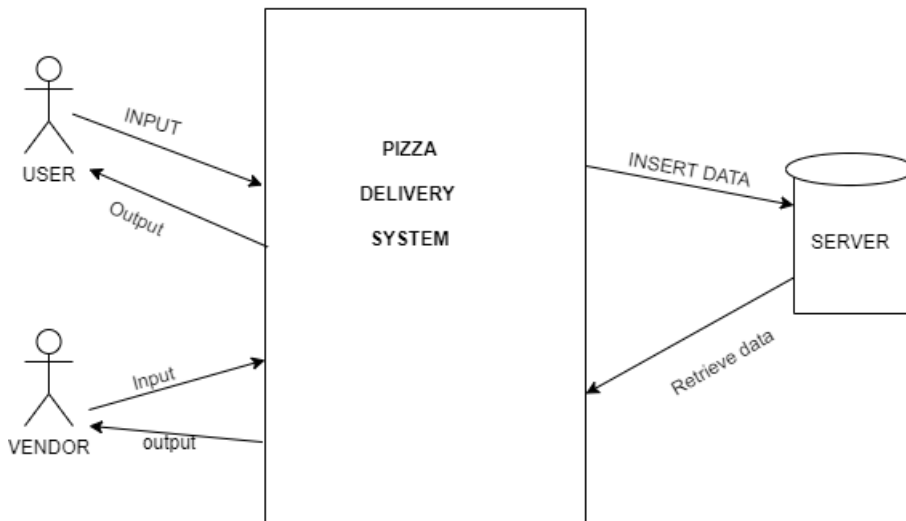 INPUT
USER
Output
PIZZA
DELIVERY
SYSTEM
INSERT DATA
SERVER
Retrieve data
Input
VENDOR
output